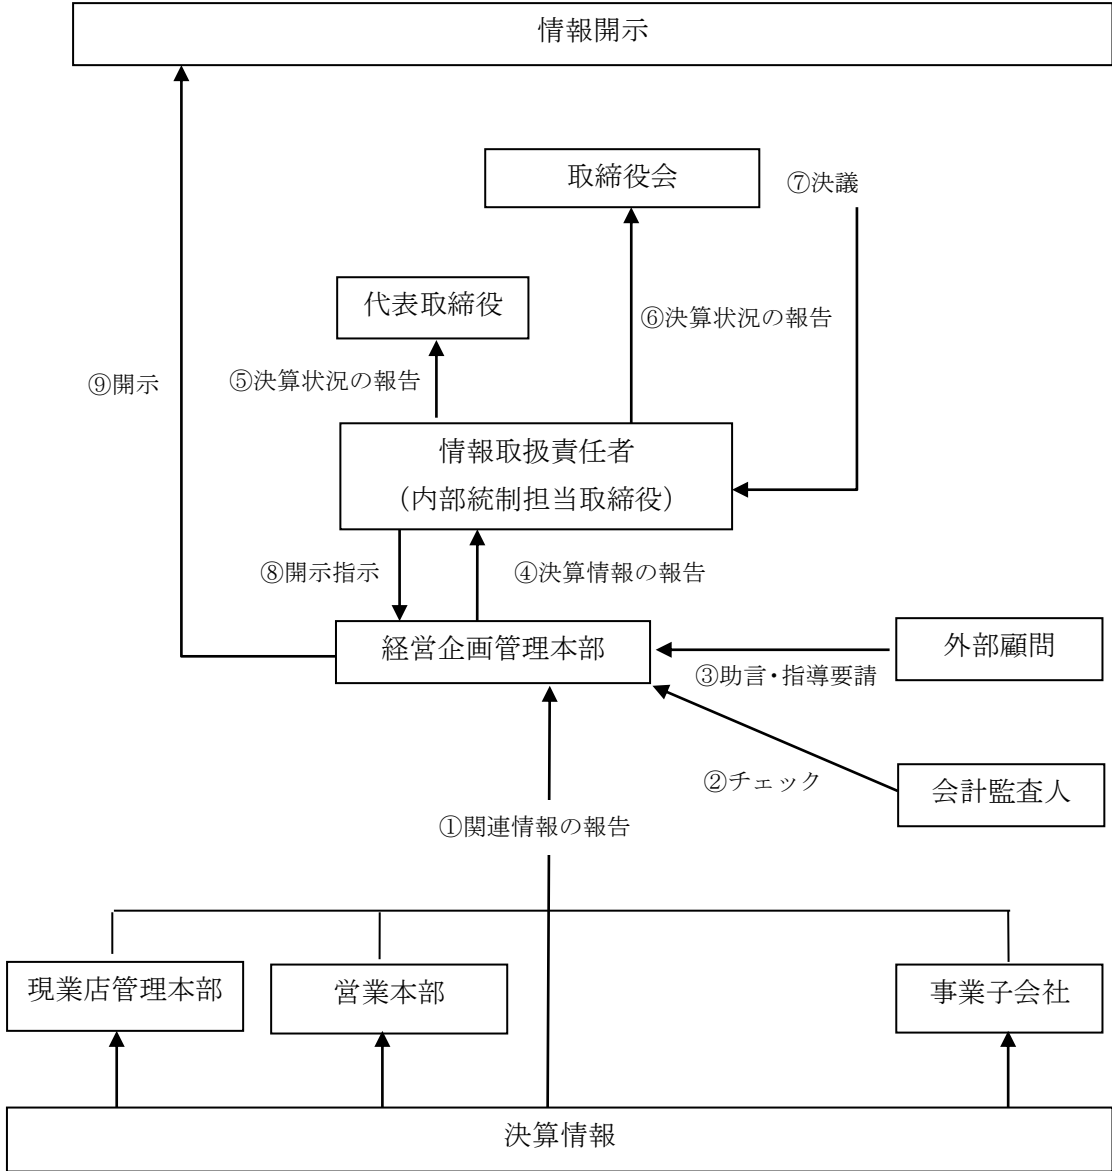 情報開示
取締役会
⑦決議
代表取締役
⑥決算状況の報告
⑨開示
⑤決算状況の報告
情報取扱責任者
（内部統制担当取締役）
⑧開示指示
④決算情報の報告
経営企画管理本部
外部顧問
③助言・指導要請
②チェック
会計監査人
①関連情報の報告
現業店管理本部
営業本部
事業子会社
決算情報